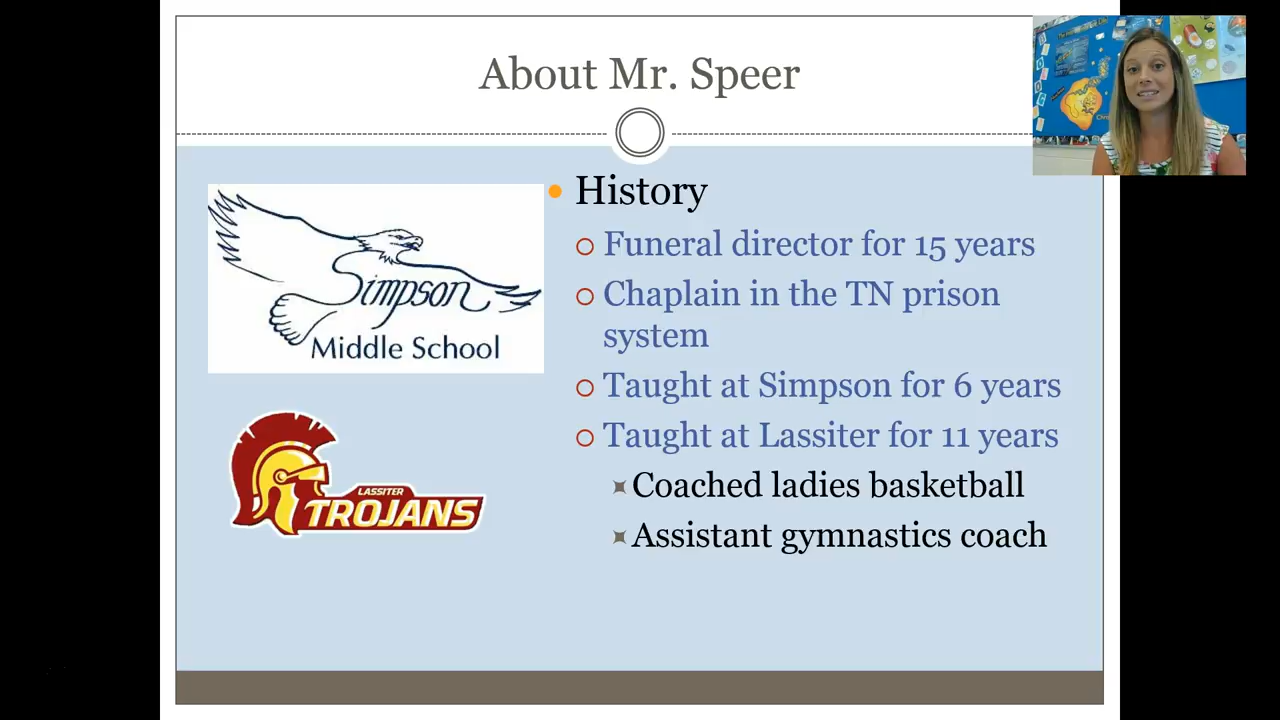 About Mr. Speer
History
Funeral director for 15 years
Chaplain in the TN prison
system
Taught at Simpson for 6 years
Taught at Lassiter for 11 years
Coached ladies basketball
Assistant gymnastics coach
Simpson
Middle School
LASSITER
TROJANS